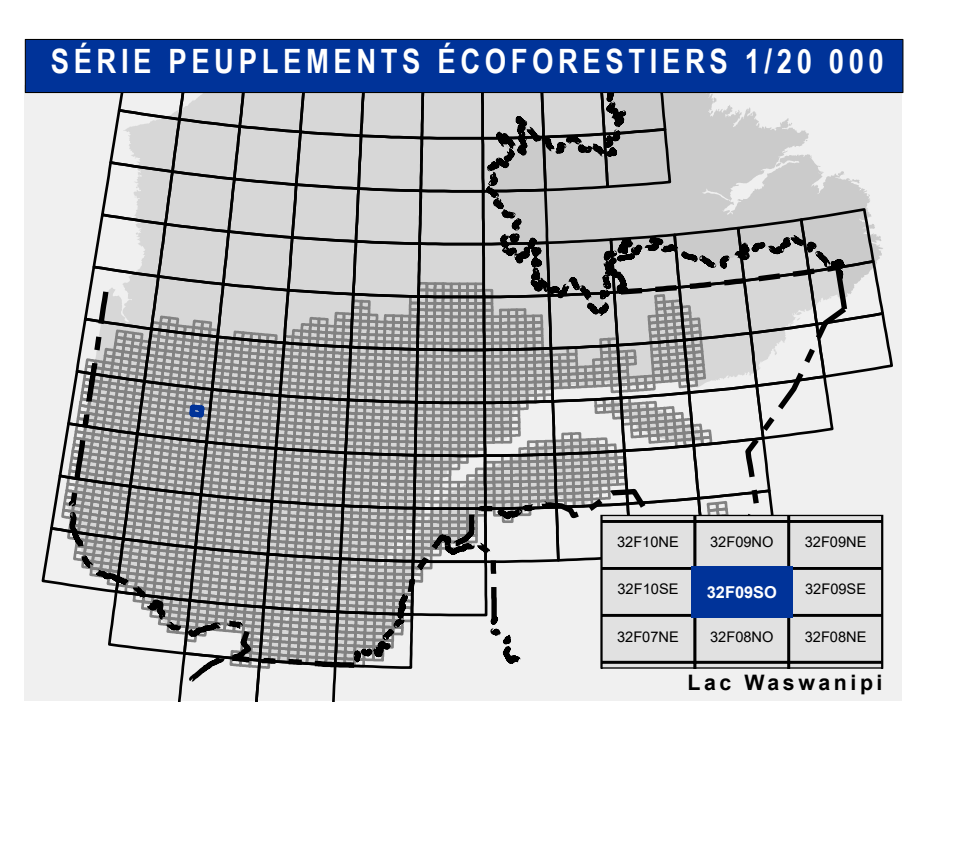 SÉRIE PEUPLEMENTS ÉCOFORESTIERS 1/20 000
32F10NE 32F09NO 32F09NE
32F10SE 32F09SO 32F09SE
32F07NE 32F08NO 32F08NE
Lac Waswanipi